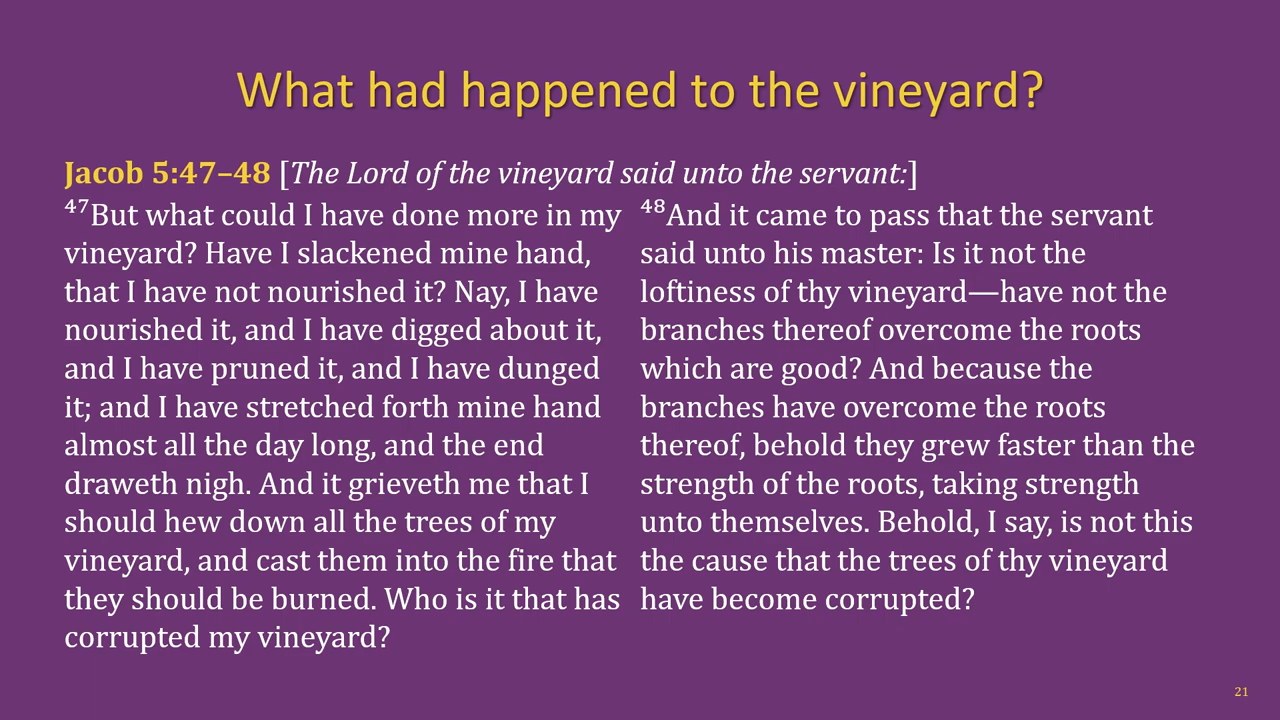 What had happened to the vineyard?
Jacob 5:47–48 [The Lord of the vineyard said unto the servant:]
⁴⁷But what could I have done more in my
vineyard? Have I slackened mine hand,
that I have not nourished it? Nay, I have
nourished it, and I have digged about it,
and I have pruned it, and I have dunged
it; and I have stretched forth mine hand
almost all the day long, and the end
draweth nigh. And it grieveth me that I
should hew down all the trees of my
vineyard, and cast them into the fire that
they should be burned. Who is it that has
corrupted my vineyard?
⁴⁸And it came to pass that the servant
said unto his master: Is it not the
loftiness of thy vineyard—have not the
branches thereof overcome the roots
which are good? And because the
branches have overcome the roots
thereof, behold they grew faster than the
strength of the roots, taking strength
unto themselves. Behold, I say, is not this
the cause that the trees of thy vineyard
have become corrupted?
21